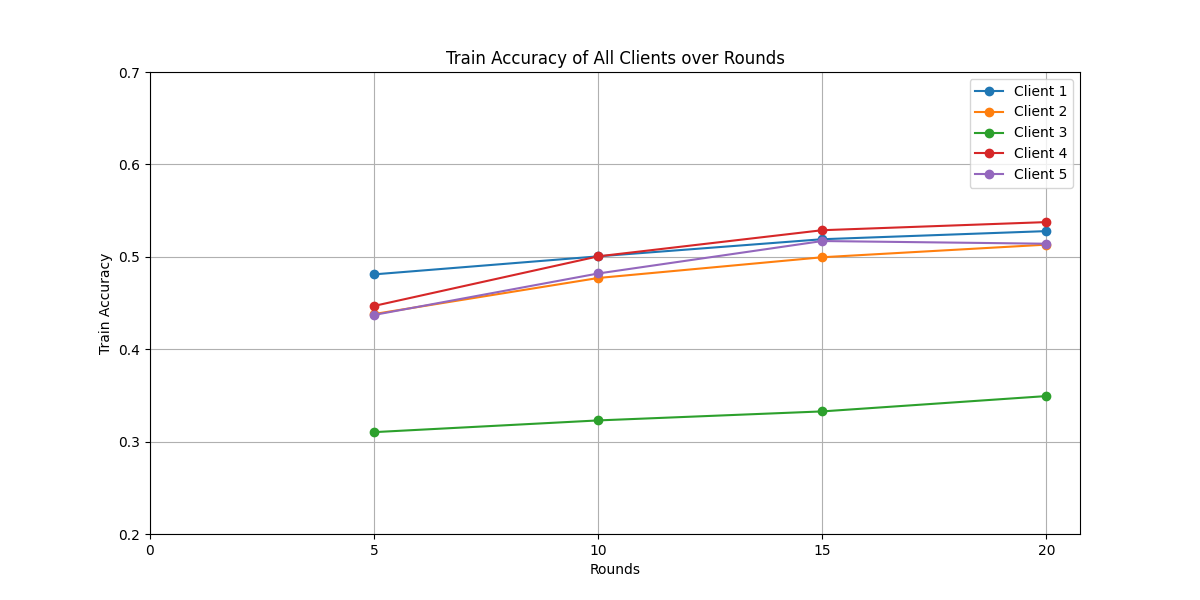 Train Accuracy of All Clients over Rounds
0.7
0.6
0.5
0.4
0.3
0.2
Train Accuracy
Client 1
Client 2
Client 3
Client 4
Client 5
0 5 10 15 20
Rounds